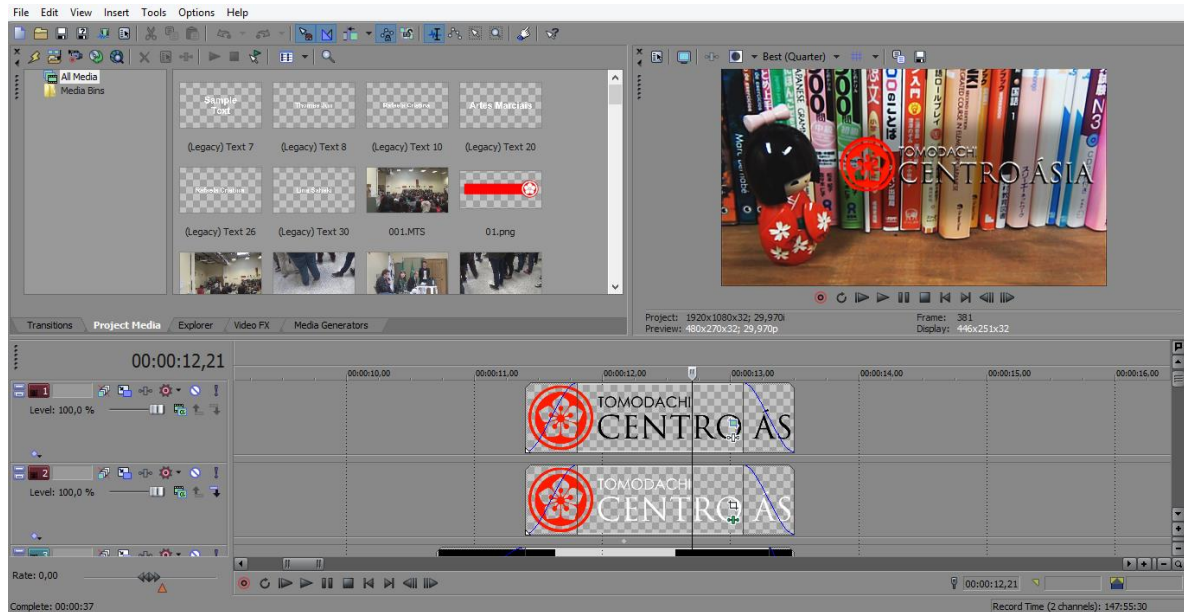 File Edit View Insert Tools Options Help
All Media
Media Bins
Sample
Text
Artes Marciais
(Legacy) Text 7 (Legacy) Text 8 (Legacy) Text 10 (Legacy) Text 20
Rafaela Cristina
(Legacy) Text 26 (Legacy) Text 30 001.MTS 01.png
Transitions Project Media Explorer Video FX Media Generators
Best (Quarter)
Marc Bernabé
N3
TOMODACHI
CENTRO ÁSIA
Project: 1920x1080x32; 29,970i Frame: 381
Preview: 480x270x32; 29,970p Display: 446x251x32
00:00:12,21
00:00:10,00 00:00:11,00 00:00:12,00 00:00:13,00 00:00:14,00 00:00:15,00 00:00:16,00
1
Level: 100,0 %
TOMODACHI
CENTRO ÁS
2
Level: 100,0 %
TOMODACHI
CENTRO ÁS
3
Rate: 0,00
00:00:12,21
Complete: 00:00:37 Record Time (2 channels): 147:55:30